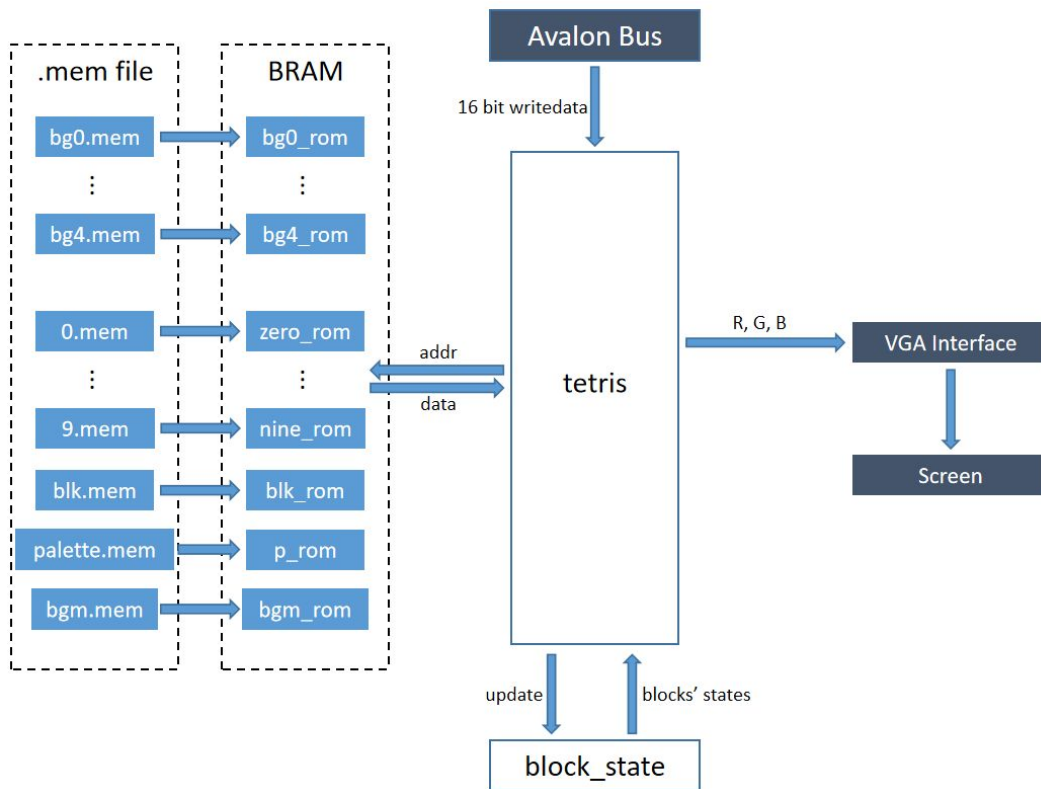 Avalon Bus
.mem file
BRAM
16 bit writedata
bg0.mem
bg0_rom
⋮
⋮
bg4.mem
bg4_rom
0.mem
zero_rom
R, G, B
VGA Interface
addr
⋮
⋮
tetris
data
9.mem
nine_rom
blk.mem
blk_rom
Screen
palette.mem
p_rom
bgm.mem
bgm_rom
update
blocks' states
block_state